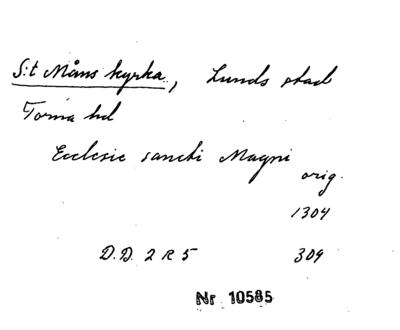 S:t Måns kyrka, Lunds stad
Torna hd
Ecclesie sancti Magni
orig.
1304
D.D. 2 R 5 309
Nr 10585